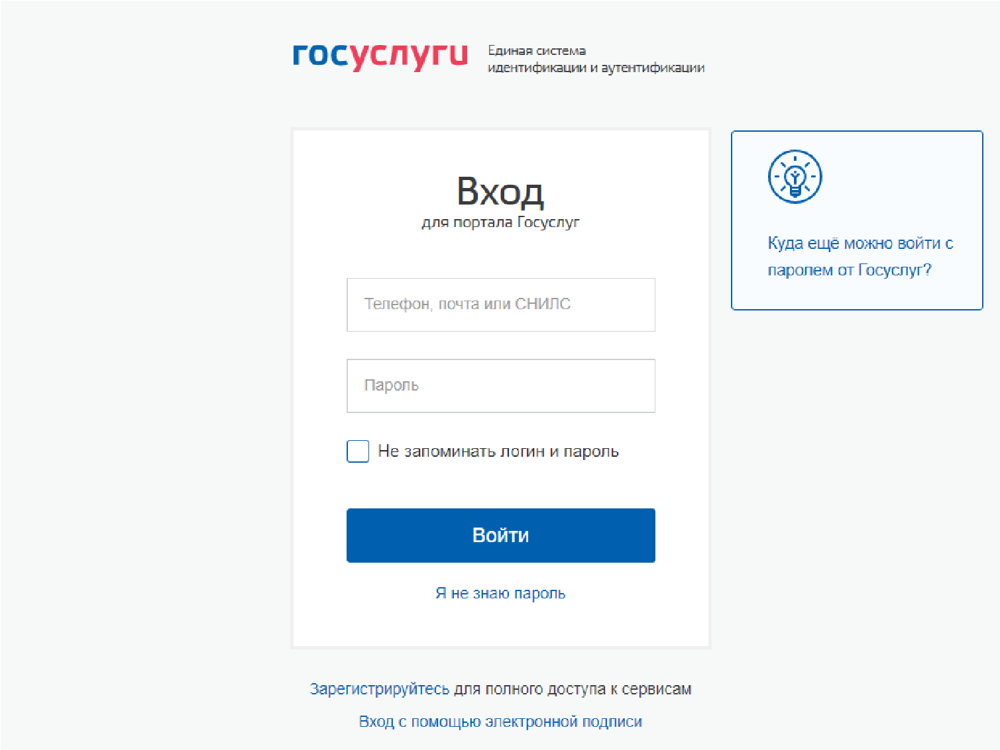 госуслуги
Единая система
идентификации и аутентификации
Вход
для портала Госуслуг
Телефон, почта или СНИЛС
Пароль
Не запоминать логин и пароль
Войти
Я не знаю пароль
Куда ещё можно войти с
паролем от Госуслуг?
Зарегистрируйтесь для полного доступа к сервисам
Вход с помощью электронной подписи